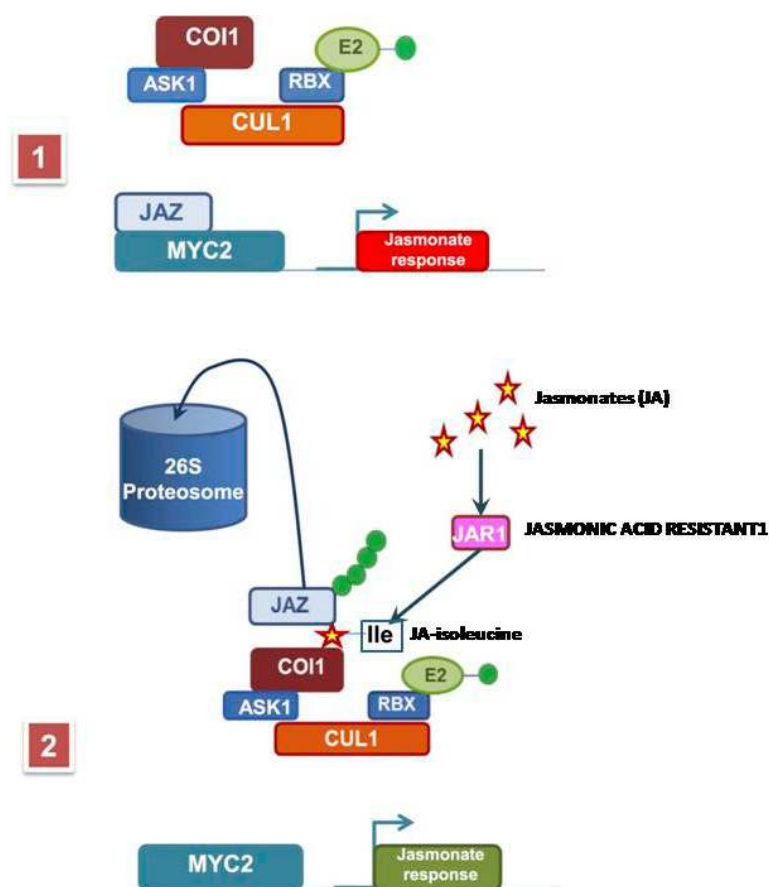 COI1
E2
ASK1
RBX
CUL1
1
JAZ
MYC2
Jasmonate
response
Jasmonates (JA)
26S
Proteosome
JAR1
JASMONIC ACID RESISTANT1
JAZ
Ile
JA-isoleucine
COI1
E2
ASK1
RBX
CUL1
2
MYC2
Jasmonate
response